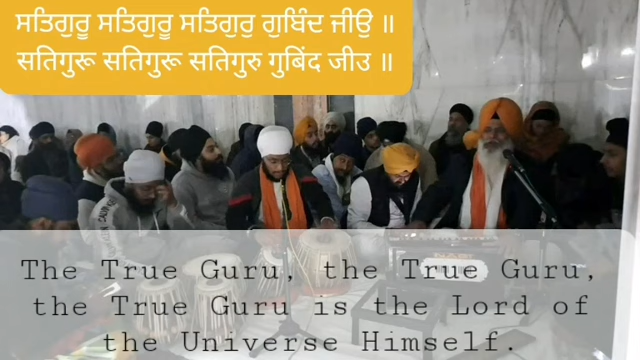 ਸਤਿਗੁਰੂ ਸਤਿਗੁਰੂ ਸਤਿਗੁਰੁ ਗੁਬਿੰਦ ਜੀਉ ॥
सतिगुरू सतिगुरू सतिगुरु गुबिंद जीउ ॥
The True Guru, the True Guru,
the True Guru is the Lord of
the Universe Himself.